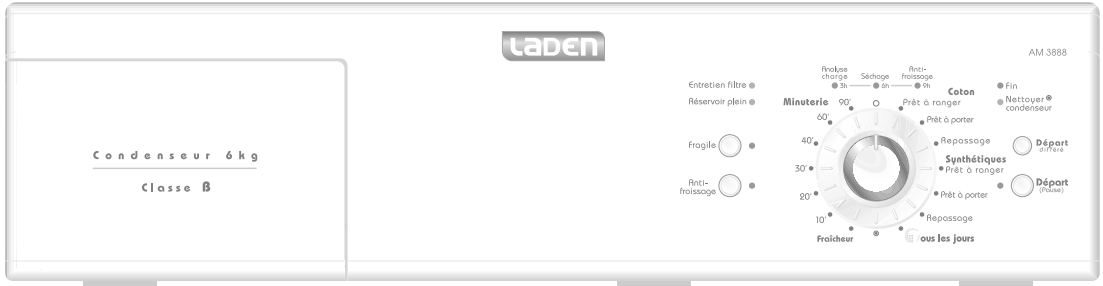 LADEN
AM 3888
Condenseur 6kg
Classe B
Entretien filtre
Réservoir plein
Fragile
Anti-
froissage
Analyse
charge
Séchage
Anti-
froissage
3h
6h
9h
Minuterie
90'
60'
40'
30'
20'
10'
Fraîcheur
Coton
Prêt à ranger
Prêt à porter
Repassage
Synthétiques
Prêt à ranger
Prêt à porter
Repassage
Tous les jours
Fin
Nettoyer
condenseur
Départ
différé
Départ
(Pause)